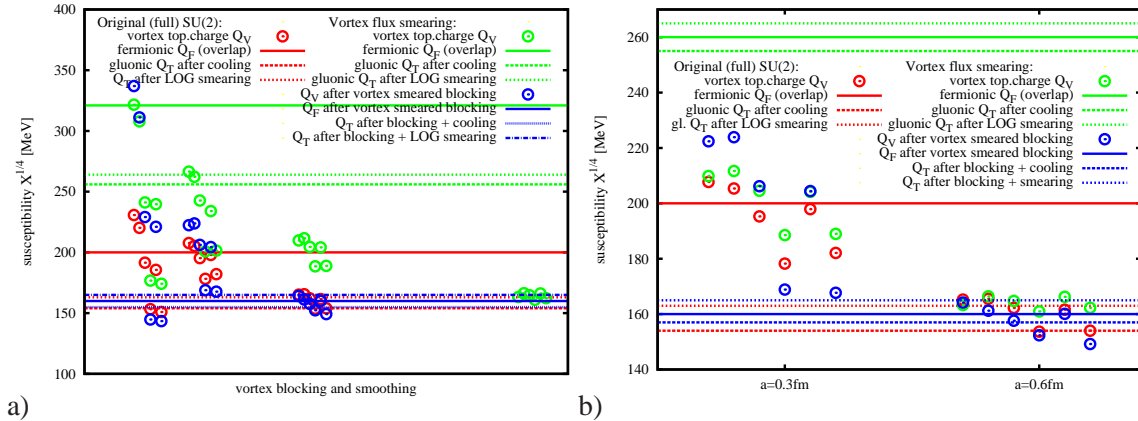 a)
susceptibility X^1/4 [MeV]
400
350
300
250
200
150
100
Original (full) SU(2):
vortex top.charge Q_V
fermionic Q_F (overlap)
gluonic Q_T after cooling
Q_T after LOG smearing
Vortex flux smearing:
vortex top.charge Q_V
fermionic Q_F (overlap)
gluonic Q_T after cooling
gluonic Q_T after LOG smearing
Q_V after vortex smeared blocking
Q_F after vortex smeared blocking
Q_T after blocking + cooling
Q_T after blocking + LOG smearing
vortex blocking and smoothing
b)
susceptibility X^1/4 [MeV]
260
240
220
200
180
160
140
Original (full) SU(2):
vortex top.charge Q_V
fermionic Q_F (overlap)
gluonic Q_T after cooling
gl. Q_T after LOG smearing
Vortex flux smearing:
vortex top.charge Q_V
fermionic Q_F (overlap)
gluonic Q_T after cooling
gluonic Q_T after LOG smearing
Q_V after vortex smeared blocking
Q_F after vortex smeared blocking
Q_T after blocking + cooling
Q_T after blocking + smearing
a=0.3fm
a=0.6fm